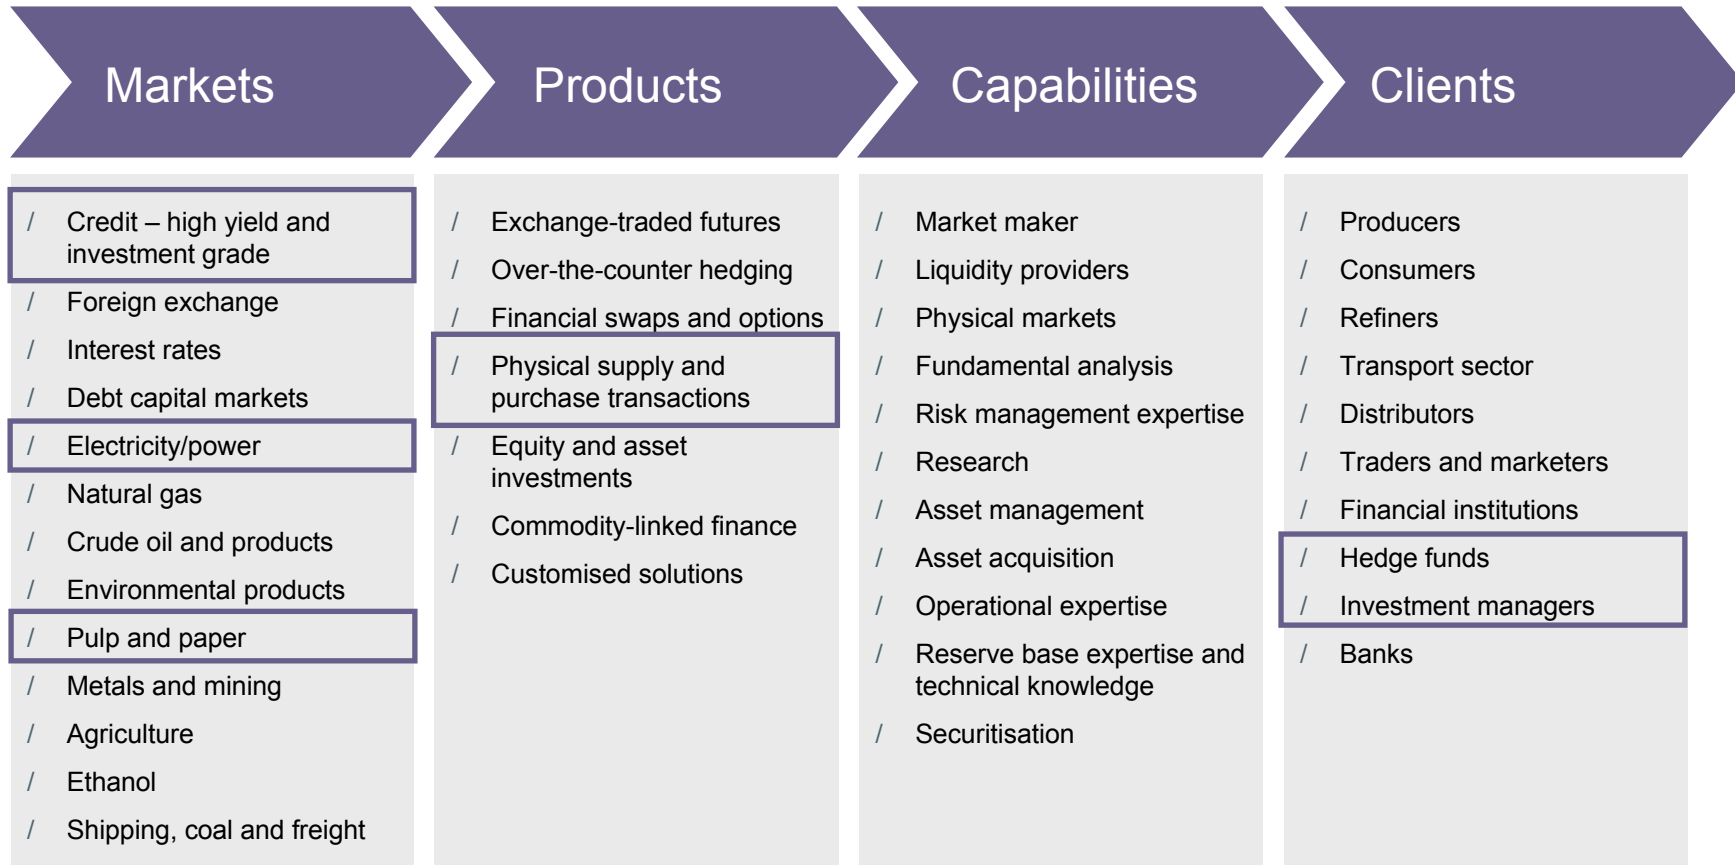 Markets
Products
Capabilities
Clients
/ Credit – high yield and
investment grade
/ Foreign exchange
/ Interest rates
/ Debt capital markets
/ Electricity/power
/ Natural gas
/ Crude oil and products
/ Environmental products
/ Pulp and paper
/ Metals and mining
/ Agriculture
/ Ethanol
/ Shipping, coal and freight
/ Exchange-traded futures
/ Over-the-counter hedging
/ Financial swaps and options
/ Physical supply and
purchase transactions
/ Equity and asset
investments
/ Commodity-linked finance
/ Customised solutions
/ Market maker
/ Liquidity providers
/ Physical markets
/ Fundamental analysis
/ Risk management expertise
/ Research
/ Asset management
/ Asset acquisition
/ Operational expertise
/ Reserve base expertise and
technical knowledge
/ Securitisation
/ Producers
/ Consumers
/ Refiners
/ Transport sector
/ Distributors
/ Traders and marketers
/ Financial institutions
/ Hedge funds
/ Investment managers
/ Banks